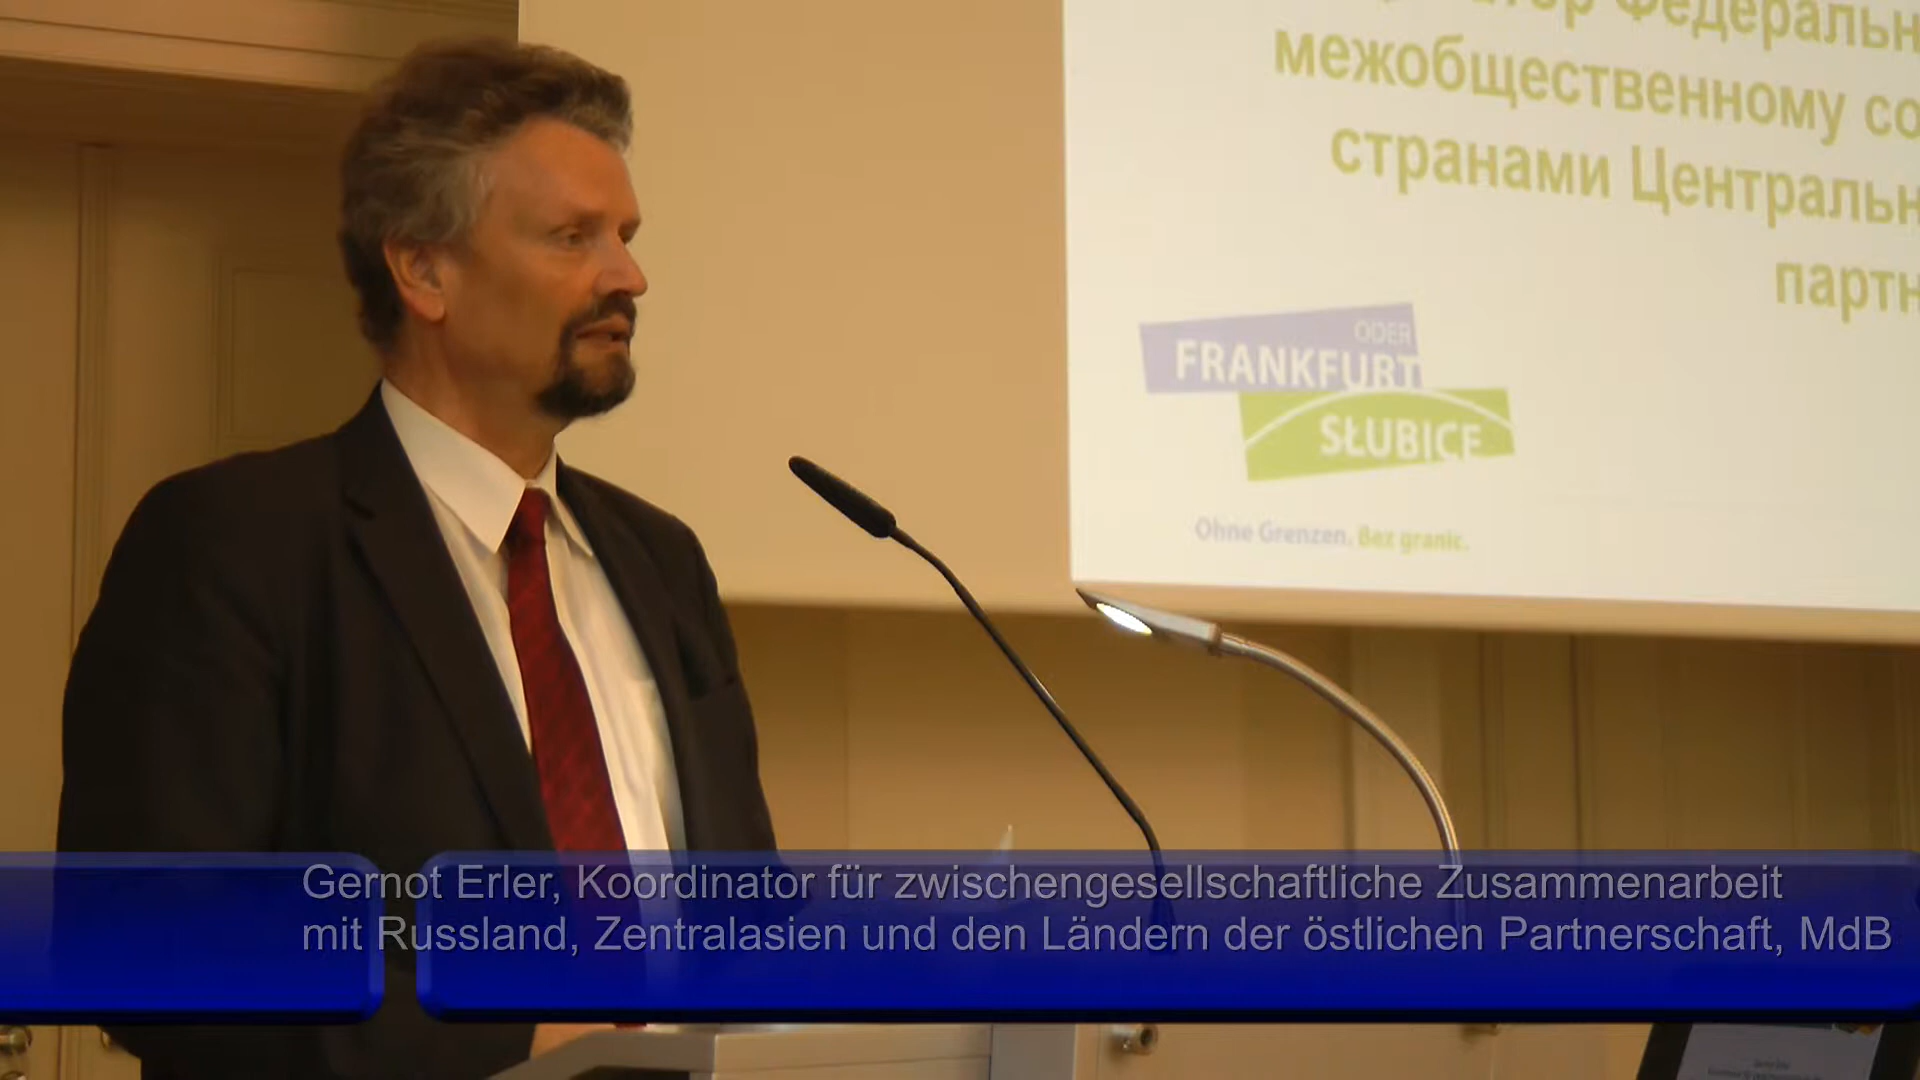 Федеральн
межобщественному со
странами Центральн
партн
ODER
FRANKFURT
SŁUBICE
Ohne Grenzen. Bez granic.
Gernot Erler, Koordinator für zwischengesellschaftliche Zusammenarbeit
mit Russland, Zentralasien und den Ländern der östlichen Partnerschaft, MdB